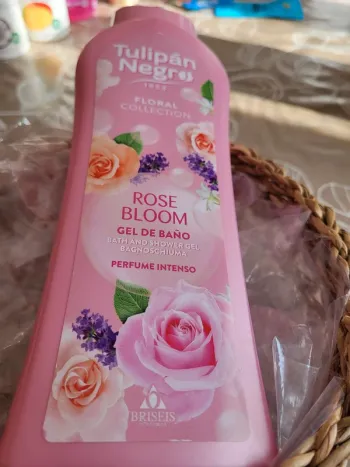 Tulipán
Negro
FLORAL
COLLECTION
ROSE
BLOOM
GEL DE BAÑO
BATH AND SHOWER GEL
BAGNOSCHIUMA
PERFUME INTENSO
BRISEIS